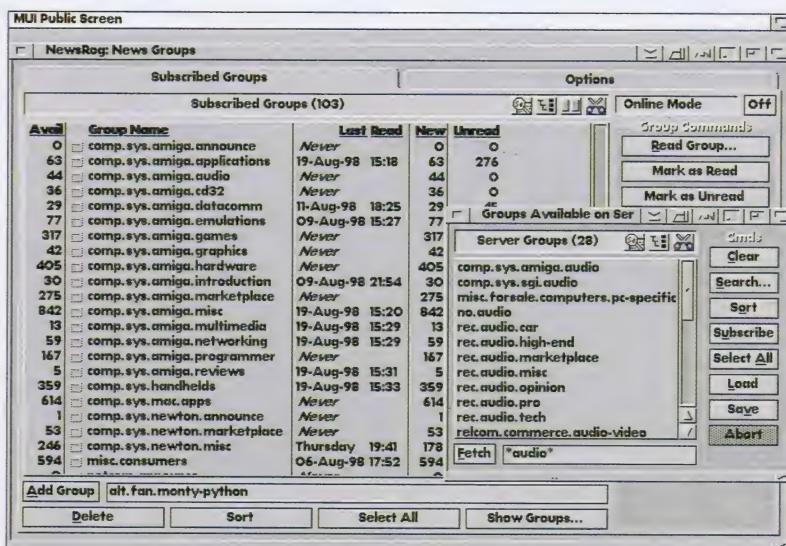 MUI Public Screen
NewsRog: News Groups
Subscribed Groups Options
Subscribed Groups (103) Online Mode Off
Avail Group Name Last Read New Unread Group Commands
0 comp.sys.amiga.announce Never 0 0
63 comp.sys.amiga.applications 19-Aug-98 15:18 63 276
44 comp.sys.amiga.audio Never 44 0
36 comp.sys.amiga.cd32 Never 36 0
29 comp.sys.amiga.datacomm 11-Aug-98 18:25 29
77 comp.sys.amiga.emulations 09-Aug-98 15:27 77
317 comp.sys.amiga.games Never 317
42 comp.sys.amiga.graphics Never 42
405 comp.sys.amiga.hardware Never 405
30 comp.sys.amiga.introduction 09-Aug-98 21:54 30
275 comp.sys.amiga.marketplace Never 275
842 comp.sys.amiga.misc 19-Aug-98 15:20 842
13 comp.sys.amiga.multimedia 19-Aug-98 15:29 13
59 comp.sys.amiga.networking 19-Aug-98 15:29 59
167 comp.sys.amiga.programmer Never 167
5 comp.sys.amiga.reviews 19-Aug-98 15:31 5
359 comp.sys.handhelds 19-Aug-98 15:33 359
614 comp.sys.mac.apps Never 614
1 comp.sys.newton.announce Never 1
53 comp.sys.newton.marketplace Never 53
246 comp.sys.newton.misc Thursday 19:41 178
594 misc.consumers 06-Aug-98 17:52 594
Read Group...
Mark as Read
Mark as Unread
Groups Available on Ser
Server Groups (28)
comp.sys.amiga.audio
comp.sys.sgi.audio
misc.forsale.computers.pc-specific
no.audio
rec.audio.car
rec.audio.high-end
rec.audio.marketplace
rec.audio.misc
rec.audio.opinion
rec.audio.pro
rec.audio.tech
relcom.commerce.audio-video
Fetch *audio*
Cmds
Clear
Search...
Sort
Subscribe
Select All
Load
Save
Abort
Add Group alt.fan.monty-python
Delete Sort Select All Show Groups...